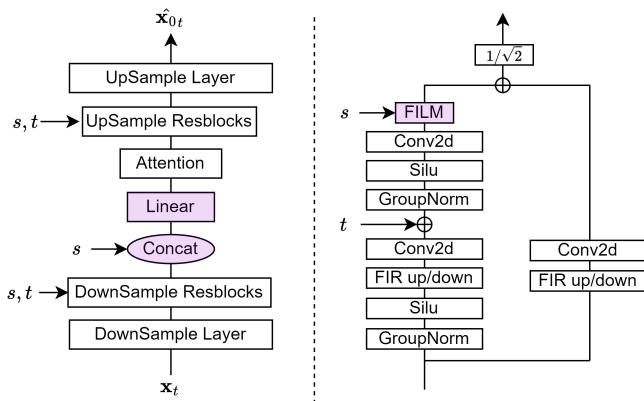 x̂₀ₜ
UpSample Layer
s, t
UpSample Resblocks
Attention
Linear
s
Concat
s, t
DownSample Resblocks
DownSample Layer
xₜ
1/√2
s
FILM
Conv2d
Silu
GroupNorm
t
Conv2d
FIR up/down
Silu
GroupNorm
Conv2d
FIR up/down